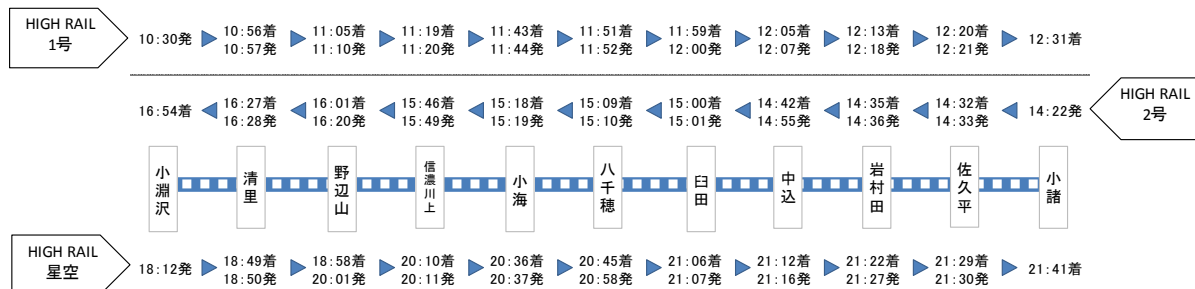 HIGH RAIL
1号
10:30発
10:56着
10:57発
11:05着
11:10発
11:19着
11:20発
11:43着
11:44発
11:51着
11:52発
11:59着
12:00発
12:05着
12:07発
12:13着
12:18発
12:20着
12:21発
12:31着
16:54着
16:27着
16:28発
16:01着
16:20発
15:46着
15:49発
15:18着
15:19発
15:09着
15:10発
15:00着
15:01発
14:42着
14:55発
14:35着
14:36発
14:32着
14:33発
14:22発
HIGH RAIL
2号
小淵沢
清里
野辺山
信濃川上
小海
八千穂
臼田
中込
岩村田
佐久平
小諸
HIGH RAIL
星空
18:12発
18:49着
18:50発
18:58着
20:01発
20:10着
20:11発
20:36着
20:37発
20:45着
20:58発
21:06着
21:07発
21:12着
21:16発
21:22着
21:27発
21:29着
21:30発
21:41着